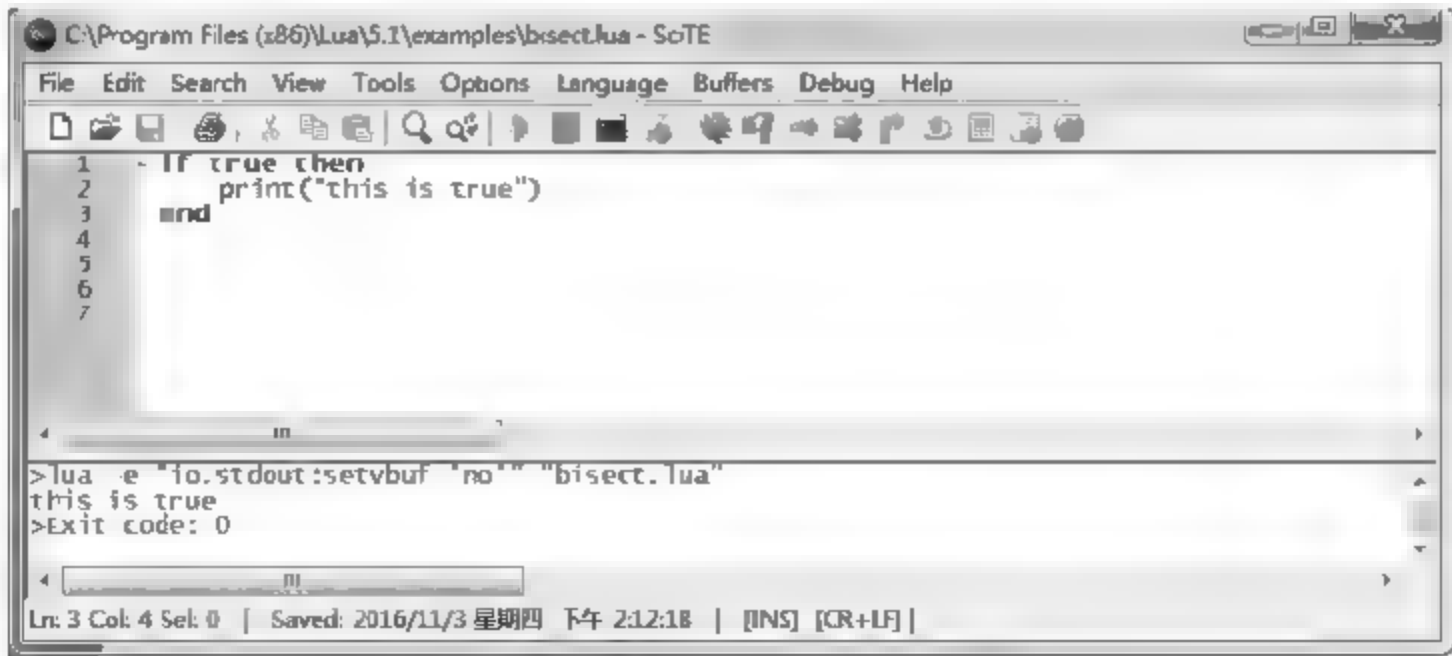 C:\Program Files (x86)\Lua\5.1\examples\bisect.lua - SciTE
File Edit Search View Tools Options Language Buffers Debug Help
1 - if true then
2 print("this is true")
3 end
4
5
6
7
>lua -e "io.stdout:setvbuf 'no'" "bisect.lua"
this is true
>Exit code: 0
Ln: 3 Col: 4 Sel: 0 | Saved: 2016/11/3 星期四 下午 2:12:18 | [INS] [CR+LF] |